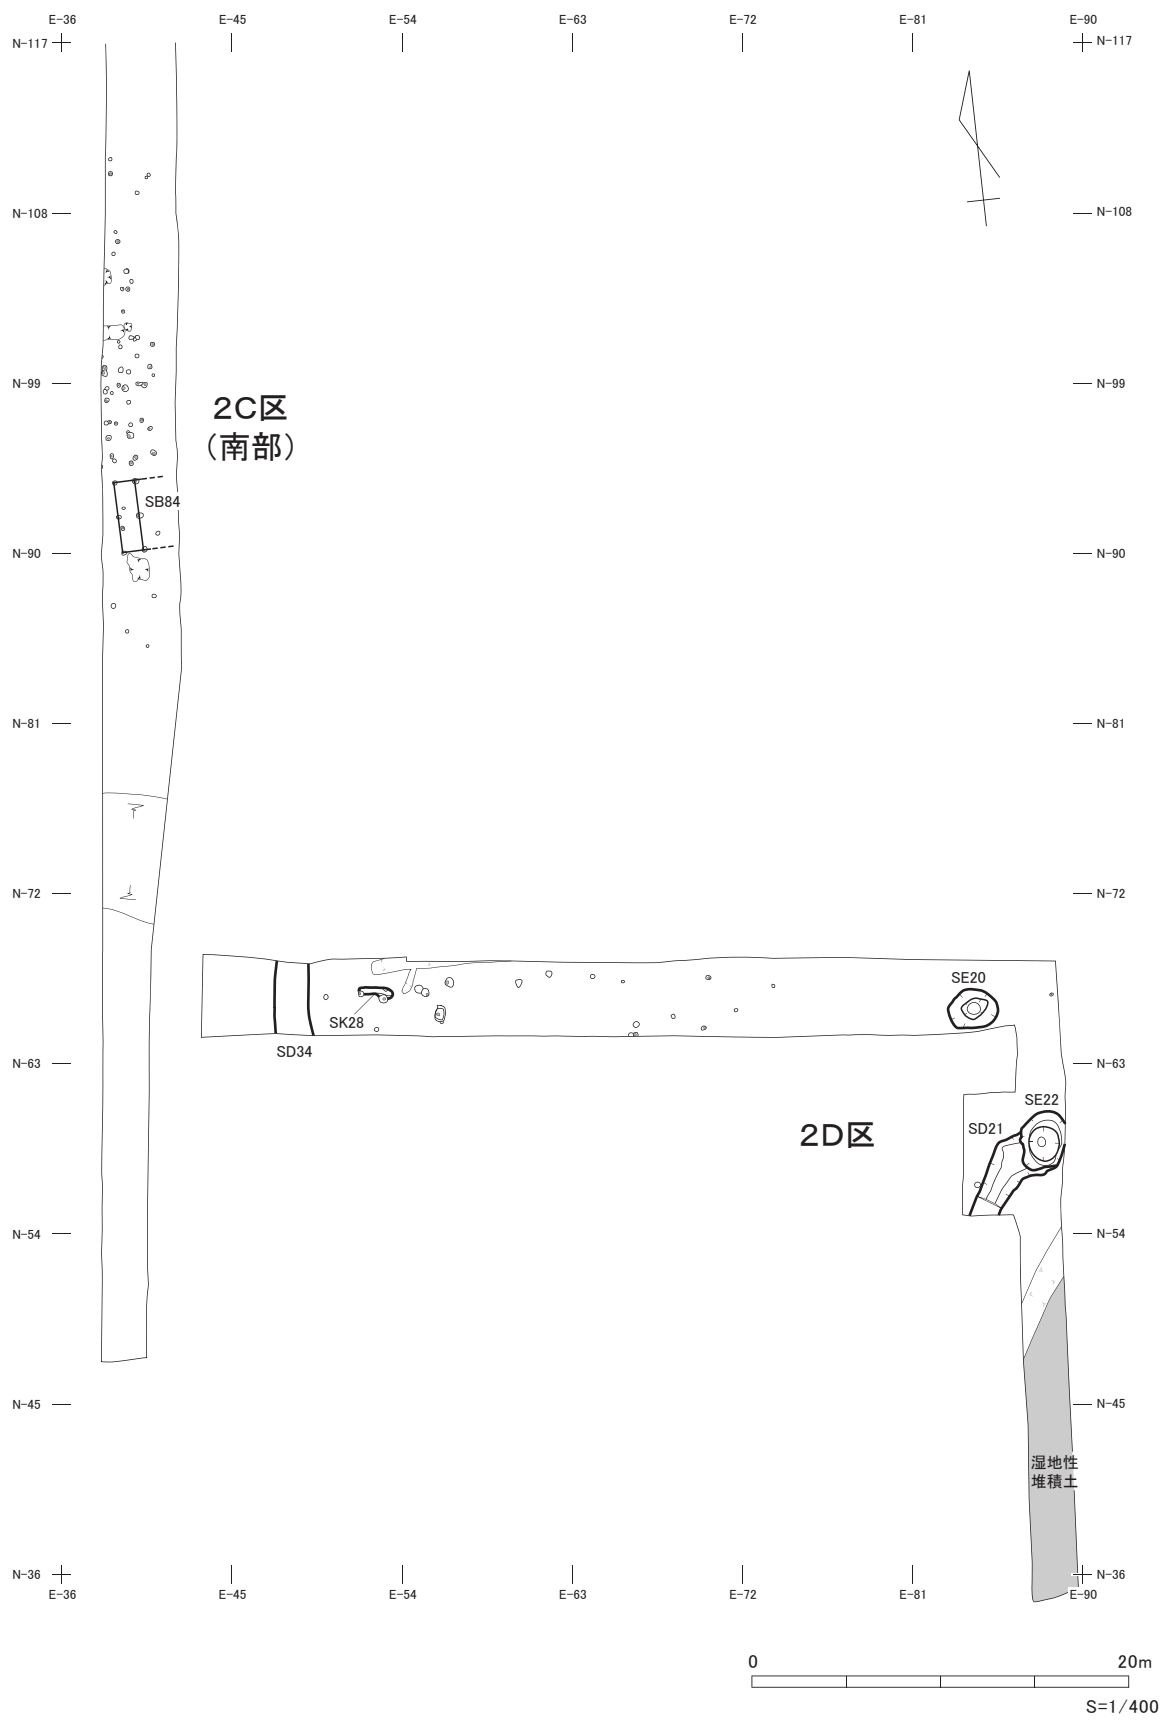 E-36 E-45 E-54 E-63 E-72 E-81 E-90
N-117 N-117
N-108 N-108
N-99 N-99
2C区
（南部）
SB84
N-90 N-90
N-81 N-81
N-72 N-72
SE20
SK28
SD34
N-63 N-63
SE22
SD21
2D区
N-54 N-54
N-45 N-45
湿地性
堆積土
N-36 N-36
E-36 E-45 E-54 E-63 E-72 E-81 E-90
0 20m
S=1/400